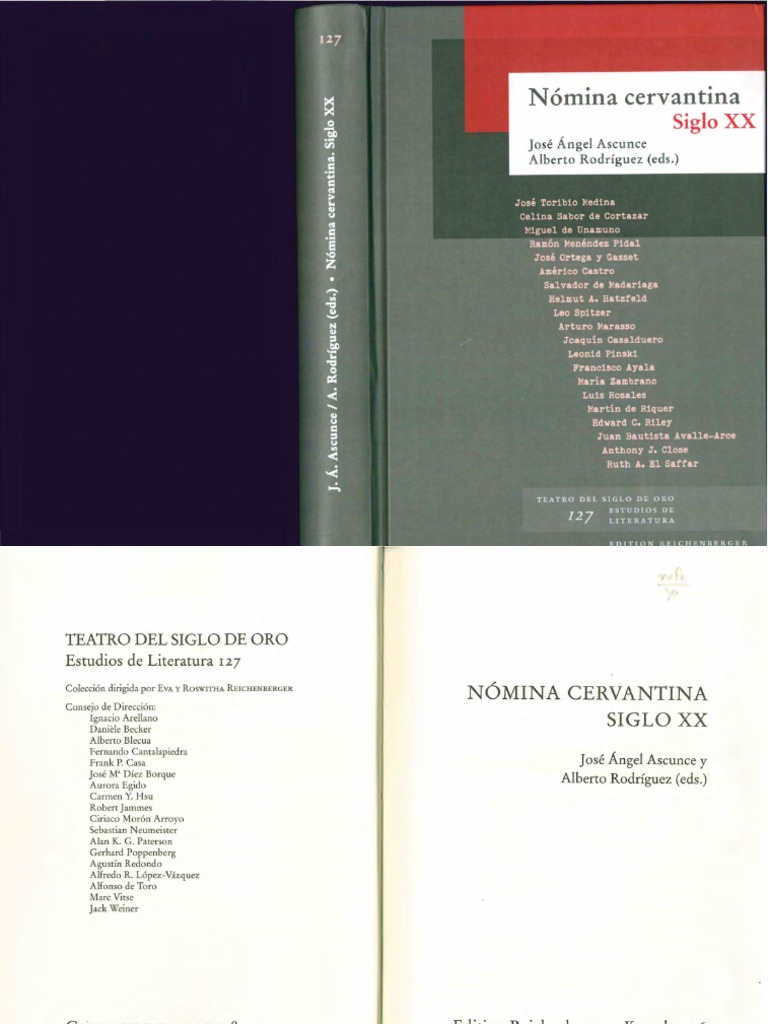 127
J. Á. Ascunce / A. Rodríguez (eds.) • Nómina cervantina. Siglo XX
Nómina cervantina
Siglo XX
José Ángel Ascunce
Alberto Rodríguez (eds.)
José Toribio Medina
Celina Sabor de Cortazar
Miguel de Unamuno
Ramón Menéndez Pidal
José Ortega y Gasset
Américo Castro
Salvador de Madariaga
Helmut A. Hatzfeld
Leo Spitzer
Arturo Marasso
Joaquín Casalduero
Leonid Pinski
Francisco Ayala
María Zambrano
Luis Rosales
Martín de Riquer
Edward C. Riley
Juan Bautista Avalle-Arce
Anthony J. Close
Ruth A. El Saffar
TEATRO DEL SIGLO DE ORO
127 ESTUDIOS DE
LITERATURA
EDITION REICHENBERGER
TEATRO DEL SIGLO DE ORO
Estudios de Literatura 127
Colección dirigida por Eva y Roswitha Reichenberger
Consejo de Dirección:
Ignacio Arellano
Danièle Becker
Alberto Blecua
Fernando Cantalapiedra
Frank P. Casa
José Mª Díez Borque
Aurora Egido
Carmen Y. Hsu
Robert Jammes
Ciriaco Morón Arroyo
Sebastian Neumeister
Alan K. G. Paterson
Gerhard Poppenberg
Agustín Redondo
Alfredo R. López-Vázquez
Alfonso de Toro
Marc Vitse
Jack Weiner
NÓMINA CERVANTINA
SIGLO XX
José Ángel Ascunce y
Alberto Rodríguez (eds.)